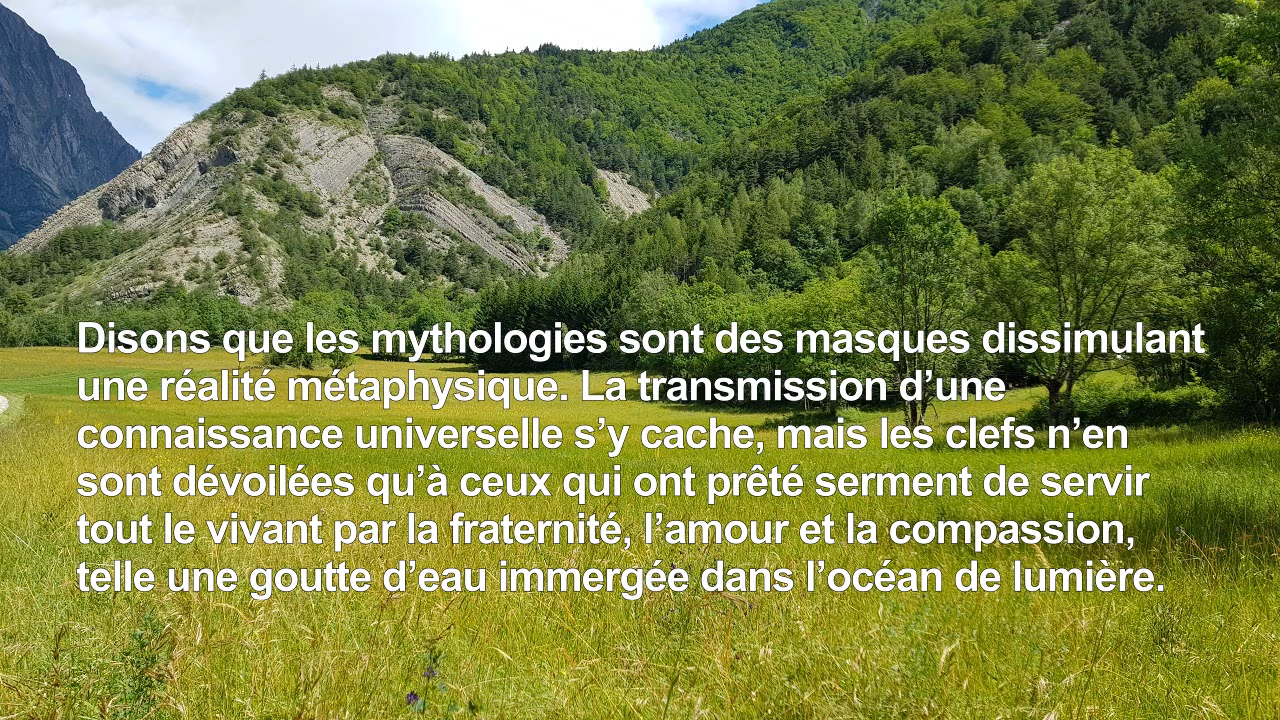 Disons que les mythologies sont des masques dissimulant
une réalité métaphysique. La transmission d’une
connaissance universelle s’y cache, mais les clefs n’en
sont dévoilées qu’à ceux qui ont prêté serment de servir
tout le vivant par la fraternité, l’amour et la compassion,
telle une goutte d’eau immergée dans l’océan de lumière.